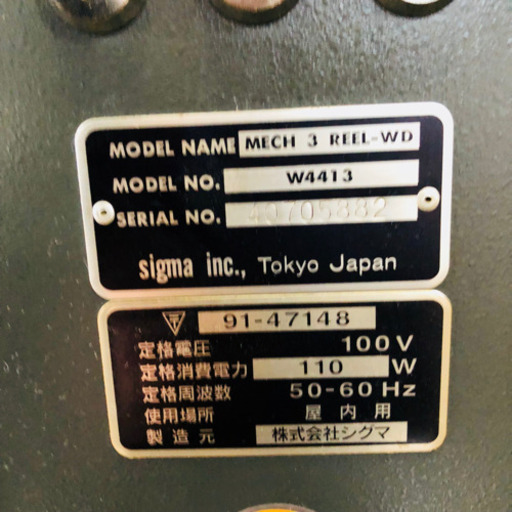 MODEL NAME MECH 3 REEL-WD
MODEL NO. W4413
SERIAL NO. 40705882
sigma inc., Tokyo Japan
〒 91-47148
定格電圧 100V
定格消費電力 110 W
定格周波数 50-60Hz
使用場所 屋内用
製造元 株式会社シグマ